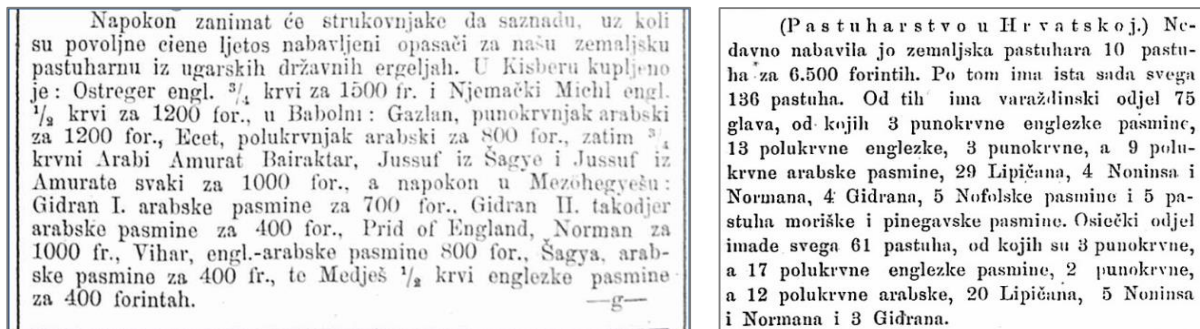 Napokon zanimat će strukovnjake da saznadu, uz koli
su povoljne ciene ljetos nabavljeni opasači za našu zemaljsku
pastuharnu iz ugarskih državnih ergeljah. U Kisberu kupljeno
je: Ostreger engl. ³/₄ krvi za 1500 fr. i Njemački Michl engl.
¹/₂ krvi za 1200 for., u Babolni: Gazlan, punokrvnjak arabski
za 1200 for., Ecet, polukrvnjak arabski za 800 for., zatim ³/₄
krvni Arabi Amurat Bairaktar, Jussuf iz Šagye i Jussuf iz
Amurate svaki za 1000 for., a napokon u Mezohegyešu:
Gidran I. arabske pasmine za 700 for., Gidran II. takodjer
arabske pasmine za 400 for., Prid of England, Norman za
1000 fr., Vihar, engl.-arabske pasmine 800 for., Šagya, arab-
ske pasmine za 400 fr., te Medješ ¹/₂ krvi englezke pasmine
za 400 forintah. —g—
(Pastuharstvo u Hrvatskoj.) Ne-
davno nabavila jo zemaljska pastuhara 10 pastu-
ha za 6.500 forintih. Po tom ima ista sada svega
136 pastuha. Od tih ima varaždinski odjel 75
glava, od kojih 3 punokrvne englezke pasmine,
13 polukrvne englezke, 3 punokrvne, a 9 polu-
krvne arabske pasmine, 29 Lipičana, 4 Noninsa i
Normana, 4 Gidrana, 5 Nofolske pasmine i 5 pa-
stuha moriške i pinegavske pasmine. Osiečki odjel
imade svega 61 pastuha, od kojih su 3 punokrvne,
a 17 polukrvne englezke pasmine, 2 punokrvne,
a 12 polukrvne arabske, 20 Lipičana, 5 Noninsa
i Normana i 3 Giđrana.